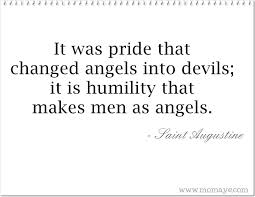 It was pride that
changed angels into devils;
it is humility that
makes men as angels.
- Saint Augustine
www.momaye.com